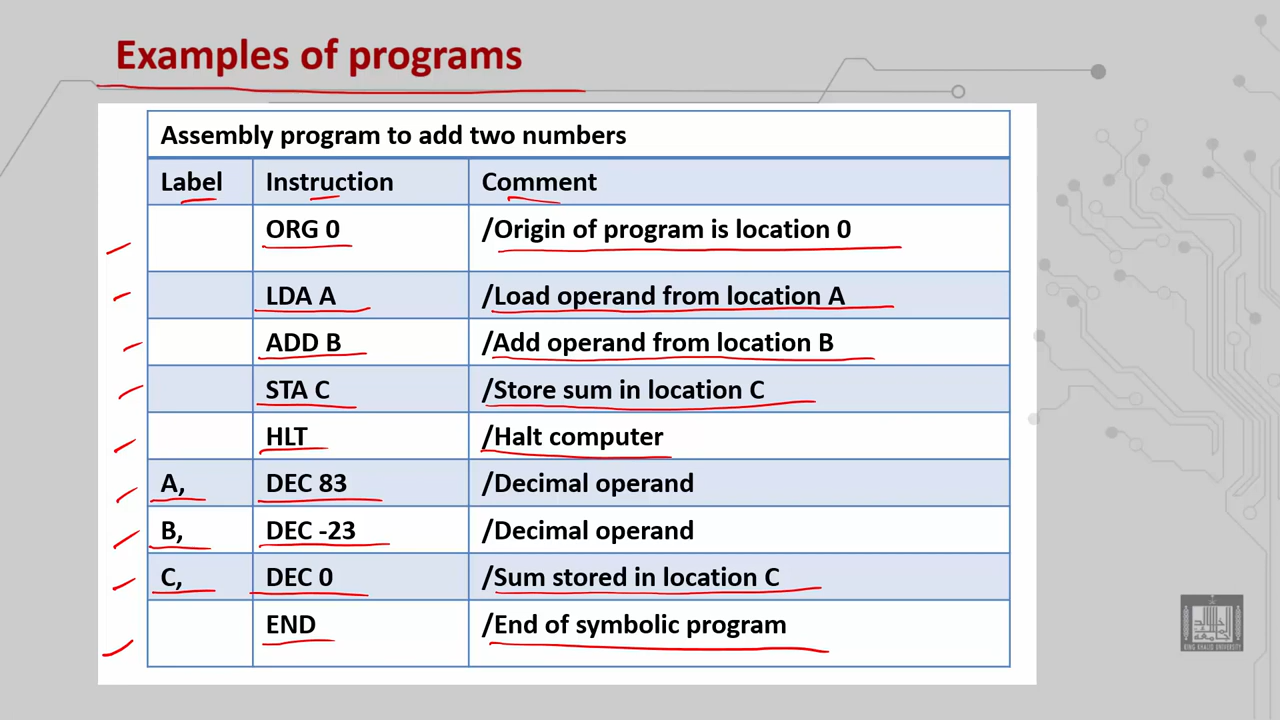 Examples of programs
Assembly program to add two numbers
Label Instruction Comment
ORG 0 /Origin of program is location 0
LDA A /Load operand from location A
ADD B /Add operand from location B
STA C /Store sum in location C
HLT /Halt computer
A, DEC 83 /Decimal operand
B, DEC -23 /Decimal operand
C, DEC 0 /Sum stored in location C
END /End of symbolic program
KING KHALID UNIVERSITY